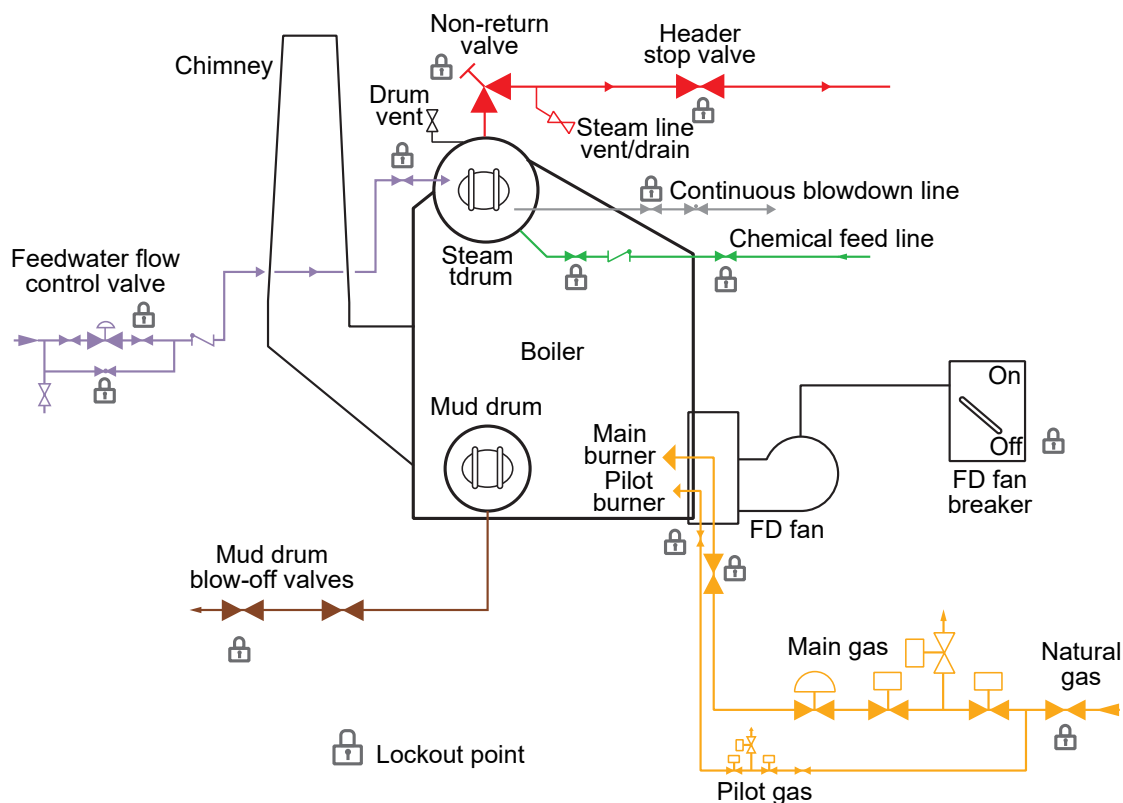 Non-return
valve
Header
stop valve
Chimney
Drum
vent
Steam line
vent/drain
Continuous blowdown line
Chemical feed line
Steam
tdrum
Feedwater flow
control valve
Boiler
Mud drum
Main
burner
Pilot
burner
On
Off
FD fan
breaker
FD fan
Mud drum
blow-off valves
Main gas
Natural
gas
Lockout point
Pilot gas